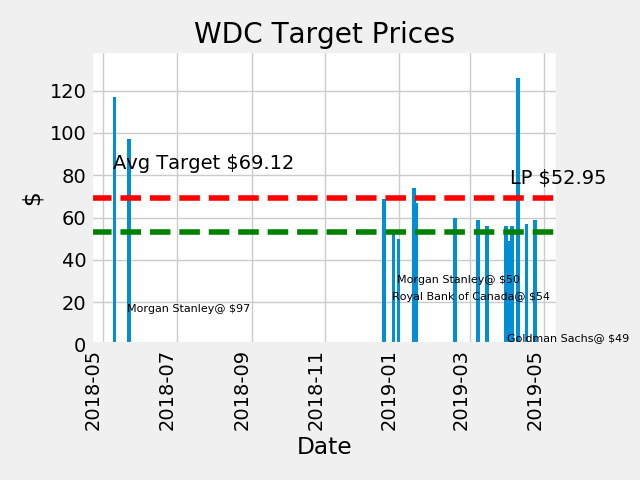 WDC Target Prices
120
100
Avg Target $69.12
80
LP $52.95
$
60
40
Morgan Stanley@ $50
Royal Bank of Canada@ $54
20
Morgan Stanley@ $97
Goldman Sachs@ $49
0
2018-05
2018-07
2018-09
2018-11
2019-01
2019-03
2019-05
Date